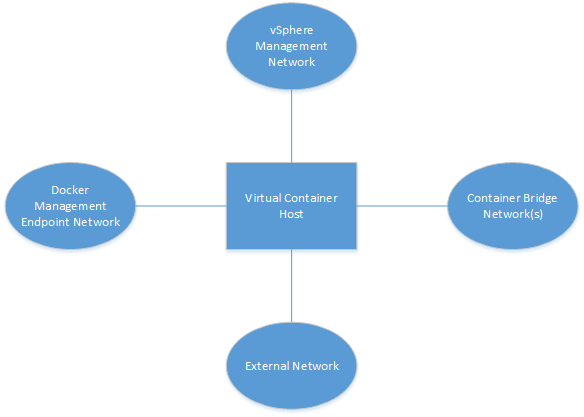 vSphere
Management
Network
Docker
Management
Endpoint Network
Virtual Container
Host
Container Bridge
Network(s)
External Network